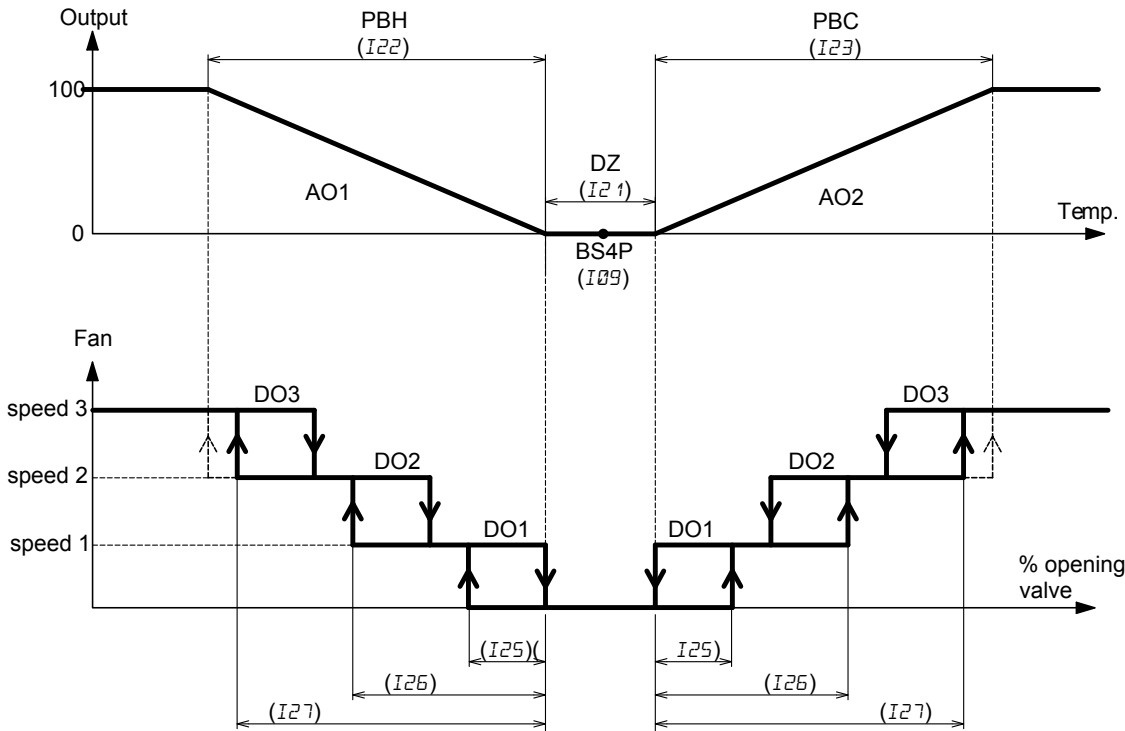 Output
PBH
(I22)
PBC
(I23)
100
DZ
(I21)
AO1
AO2
Temp.
0
BS4P
(I09)
Fan
speed 3
DO3
DO3
speed 2
DO2
DO2
speed 1
DO1
DO1
% opening
valve
(I25)(
I25)
(I26)
(I26)
(I27)
(I27)